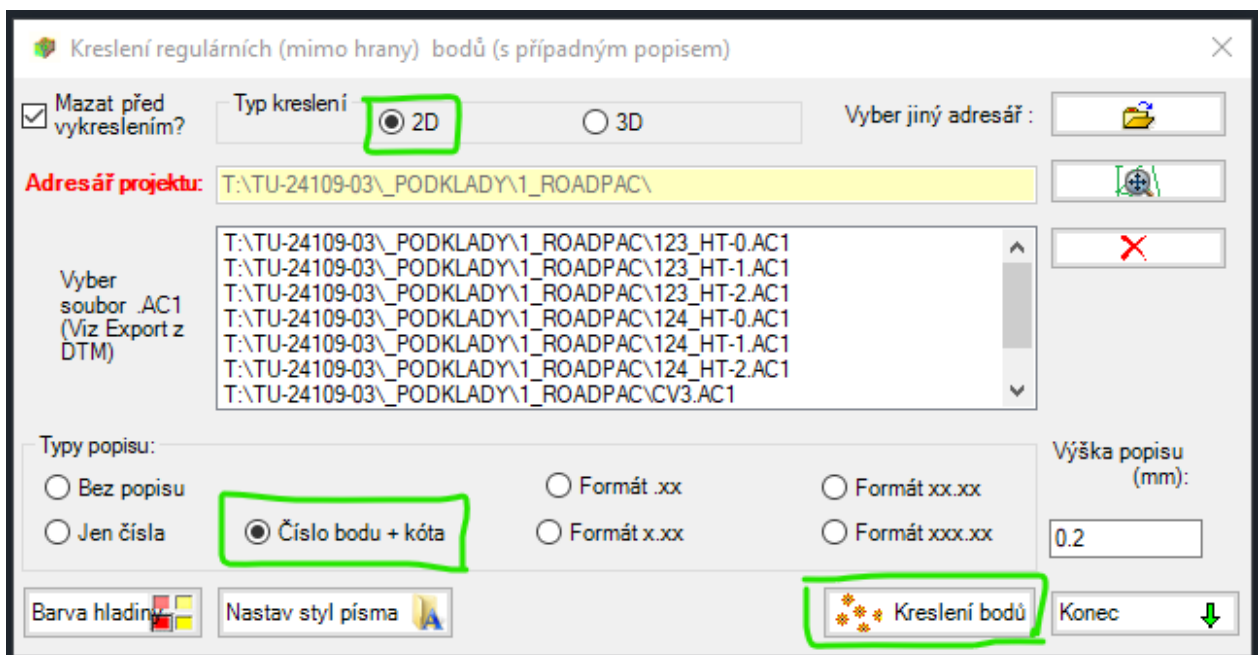 Kreslení regulárních (mimo hrany)  bodů (s případným popisem)
Mazat před
vykreslením?
Typ kreslení
2D
3D
Vyber jiný adresář :
Adresář projektu:
T:\TU-24109-03\_PODKLADY\1_ROADPAC\
Vyber
soubor .AC1
(Viz Export z
DTM)
T:\TU-24109-03\_PODKLADY\1_ROADPAC\123_HT-0.AC1
T:\TU-24109-03\_PODKLADY\1_ROADPAC\123_HT-1.AC1
T:\TU-24109-03\_PODKLADY\1_ROADPAC\123_HT-2.AC1
T:\TU-24109-03\_PODKLADY\1_ROADPAC\124_HT-0.AC1
T:\TU-24109-03\_PODKLADY\1_ROADPAC\124_HT-1.AC1
T:\TU-24109-03\_PODKLADY\1_ROADPAC\124_HT-2.AC1
T:\TU-24109-03\_PODKLADY\1_ROADPAC\CV3.AC1
Typy popisu:
Bez popisu
Formát .xx
Formát xx.xx
Jen čísla
Číslo bodu + kóta
Formát x.xx
Formát xxx.xx
Výška popisu
(mm):
0.2
Barva hladiny
Nastav styl písma
Kreslení bodů
Konec